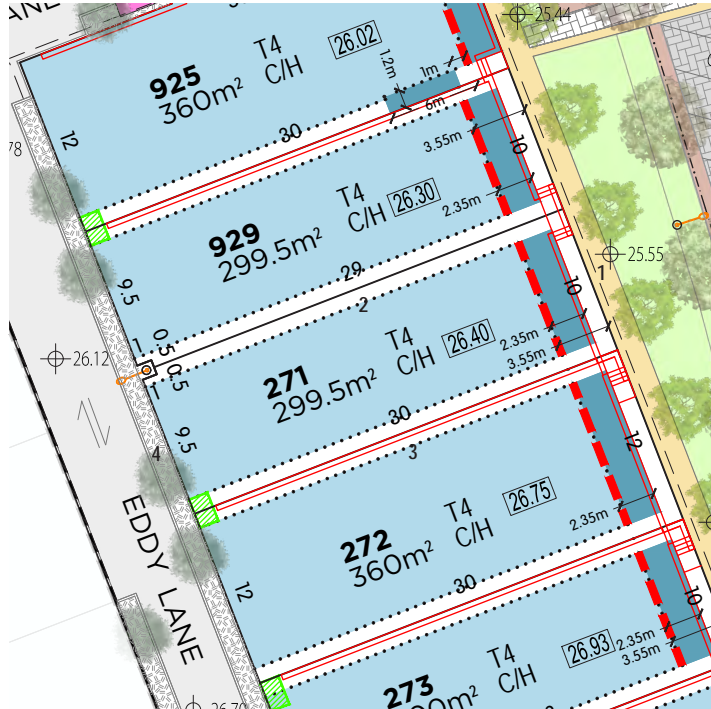 25.44
925
360m²
T4
C/H
26.02
1.2m
1m
6m
12
30
3.55m
10
78
929
299.5m²
T4
C/H
26.30
2.35m
9.5
29
2
1
25.55
26.12
1
0.5
0.5
1
271
299.5m²
T4
C/H
26.40
10
2.35m
3.55m
9.5
30
3
4
EDDY LANE
272
360m²
T4
C/H
26.75
12
2.35m
12
30
273
T4
C/H
26.93
10
2.35m
3.55m